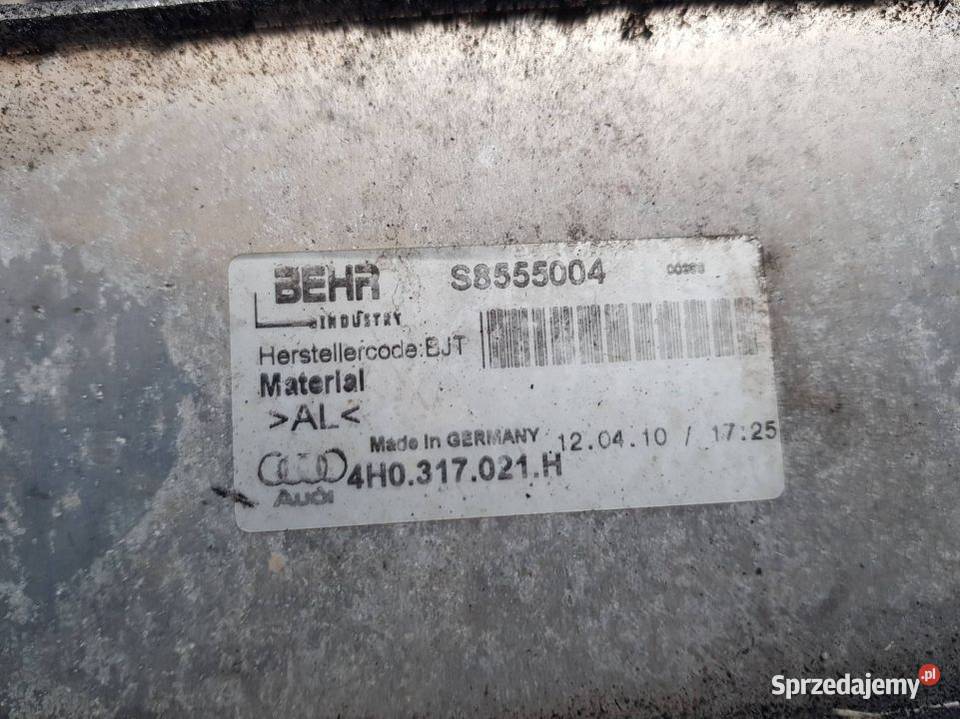 BEHR S8555004
INDUSTRY
Herstellercode:BJT
Material
>AL<
Made in GERMANY 12.04.10 / 17:25
Audi 4H0.317.021.H
Sprzedajemy.pl